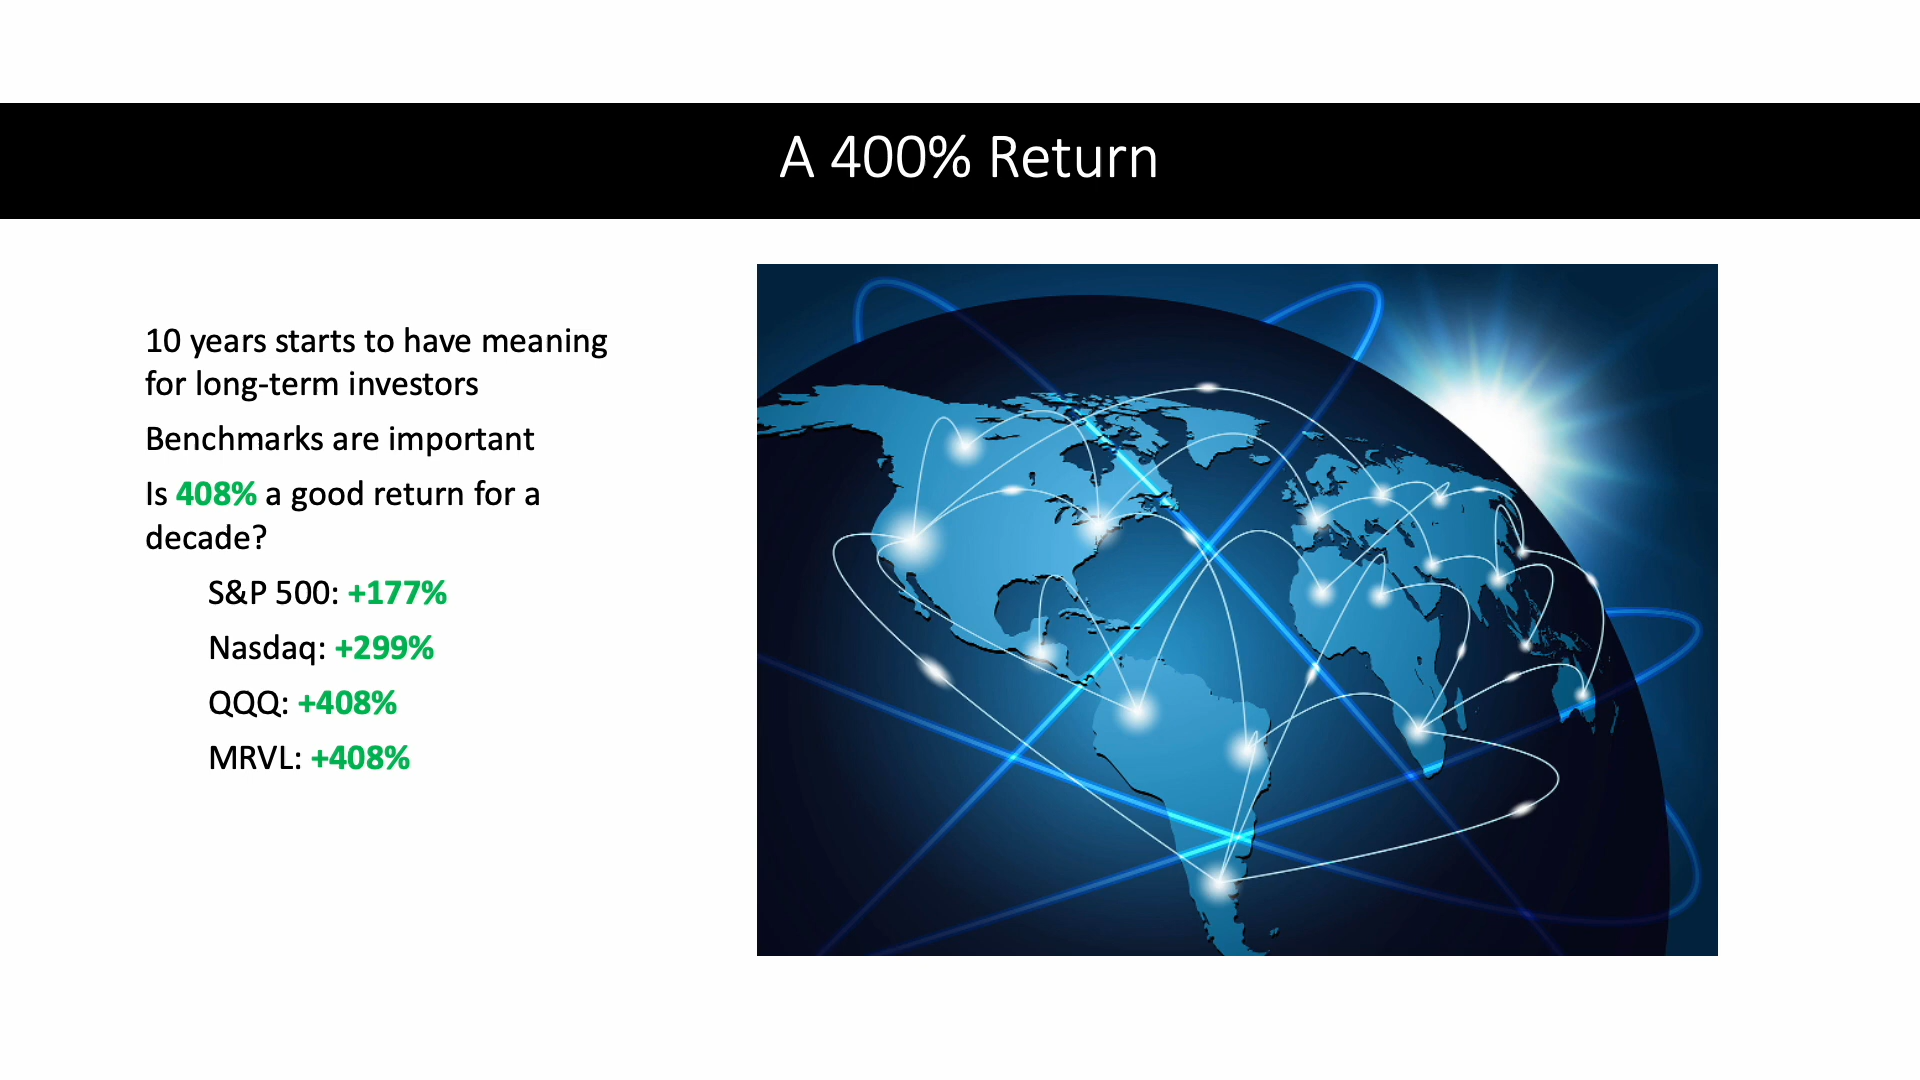 A 400% Return
10 years starts to have meaning
for long-term investors
Benchmarks are important
Is 408% a good return for a
decade?
S&P 500: +177%
Nasdaq: +299%
QQQ: +408%
MRVL: +408%